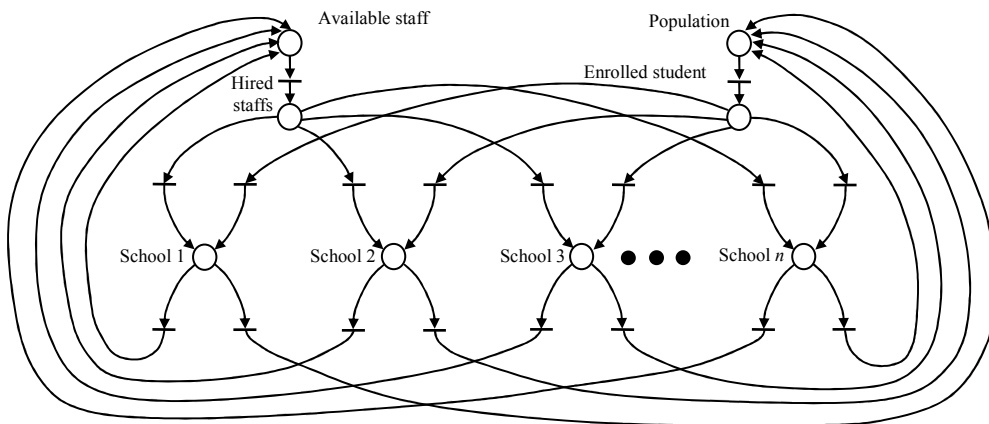 Available staff
Population
Hired
staffs
Enrolled student
School 1
School 2
School 3
School n